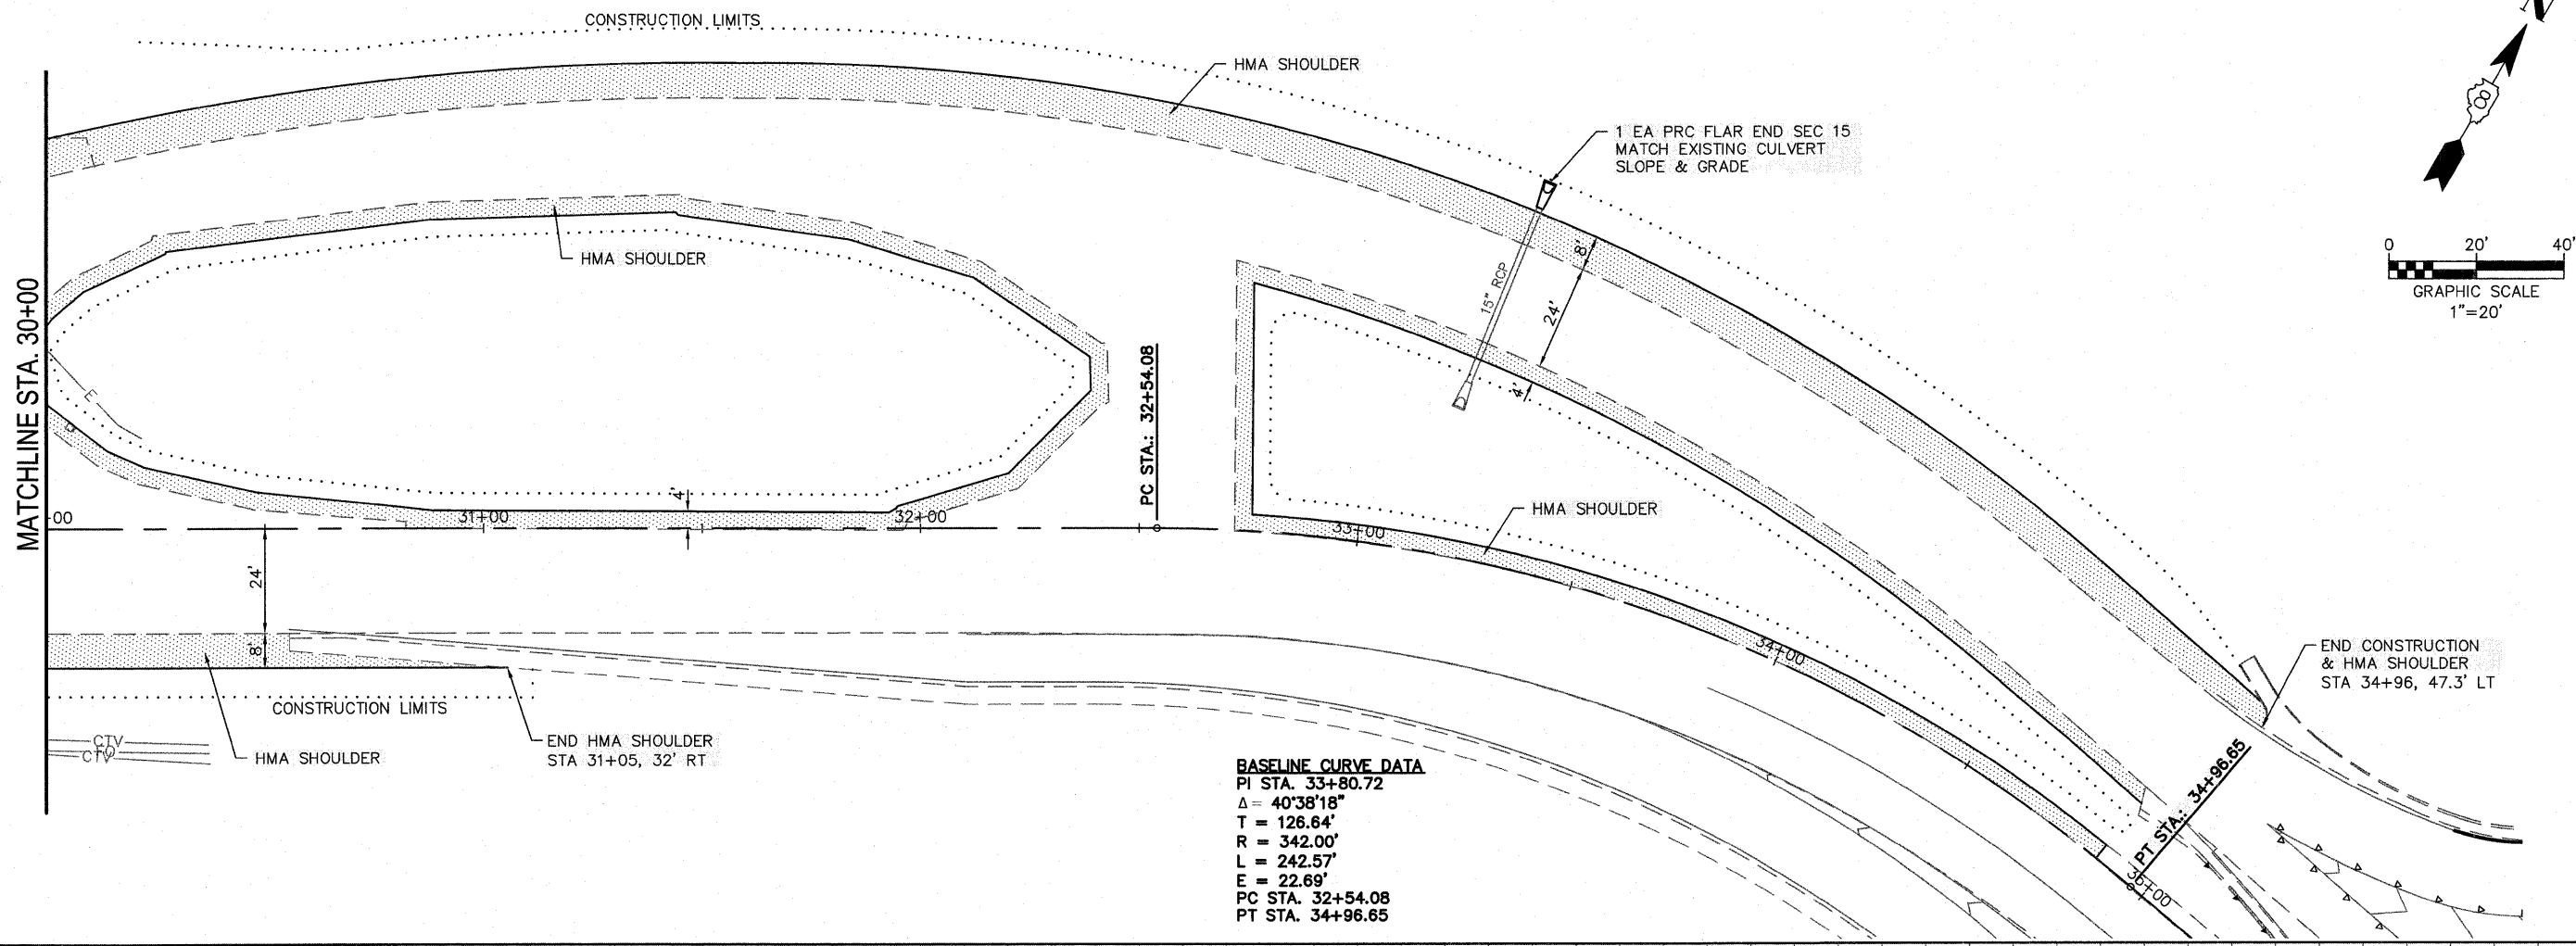 CONSTRUCTION LIMITS
HMA SHOULDER
N
1 EA PRC FLAR END SEC 15
MATCH EXISTING CULVERT
SLOPE & GRADE
8'
15" RCP
24'
4'
0 20' 40'
GRAPHIC SCALE
1"=20'
HMA SHOULDER
MATCHLINE STA. 30+00
E
PC STA.: 32+54.08
4'
+00
31+00
32+00
33+00
HMA SHOULDER
24'
8'
34+00
END CONSTRUCTION
& HMA SHOULDER
STA 34+96, 47.3' LT
CONSTRUCTION LIMITS
CTV
CTV
HMA SHOULDER
END HMA SHOULDER
STA 31+05, 32' RT
BASELINE CURVE DATA
PI STA. 33+80.72
Δ = 40°38'18"
T = 126.64'
R = 342.00'
L = 242.57'
E = 22.69'
PC STA. 32+54.08
PT STA. 34+96.65
PT STA.: 34+96.65